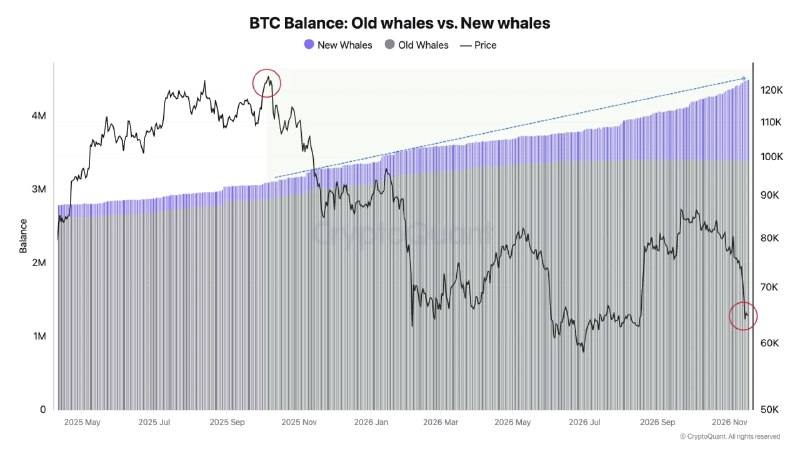 BTC Balance: Old whales vs. New whales
New Whales Old Whales Price
4M
3M
2M
1M
0
Balance
CryptoQuant
120K
110K
100K
90K
80K
70K
60K
50K
2025 May 2025 Jul 2025 Sep 2025 Nov 2026 Jan 2026 Mar 2026 May 2026 Jul 2026 Sep 2026 Nov
© CryptoQuant. All rights reserved